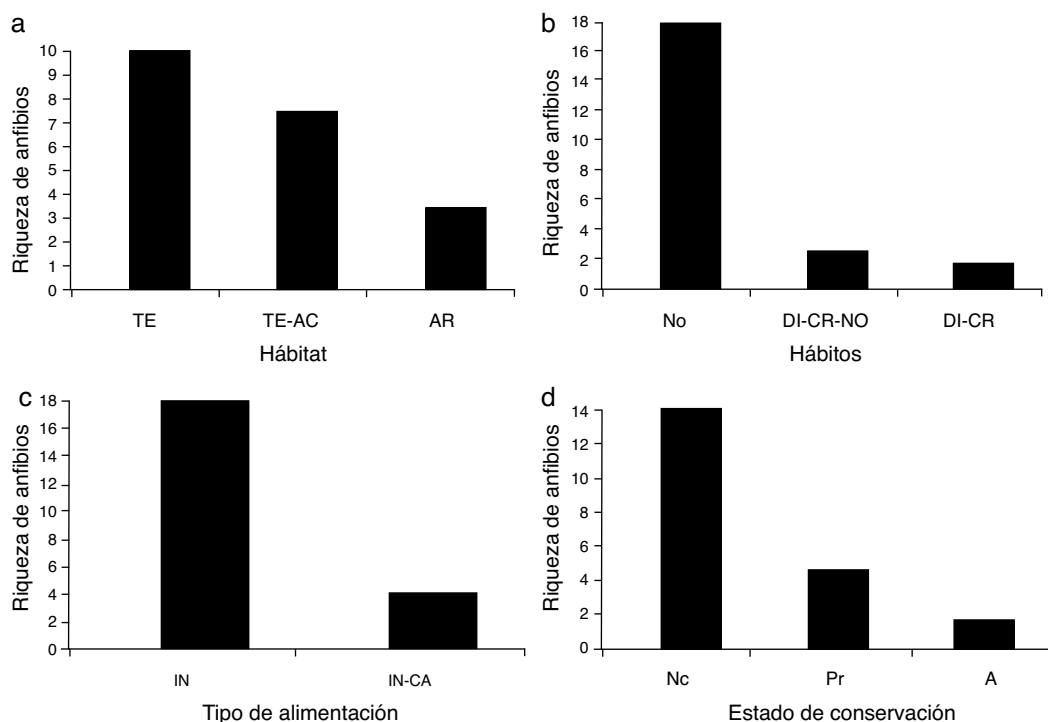 a
Riqueza de anfibios
10
9
8
7
6
5
4
3
2
1
0
TE TE-AC AR
Hábitat
b
Riqueza de anfibios
18
16
14
12
10
8
6
4
2
0
No DI-CR-NO DI-CR
Hábitos
c
Riqueza de anfibios
18
16
14
12
10
8
6
4
2
0
IN IN-CA
Tipo de alimentación
d
Riqueza de anfibios
14
12
10
8
6
4
2
0
Nc Pr A
Estado de conservación